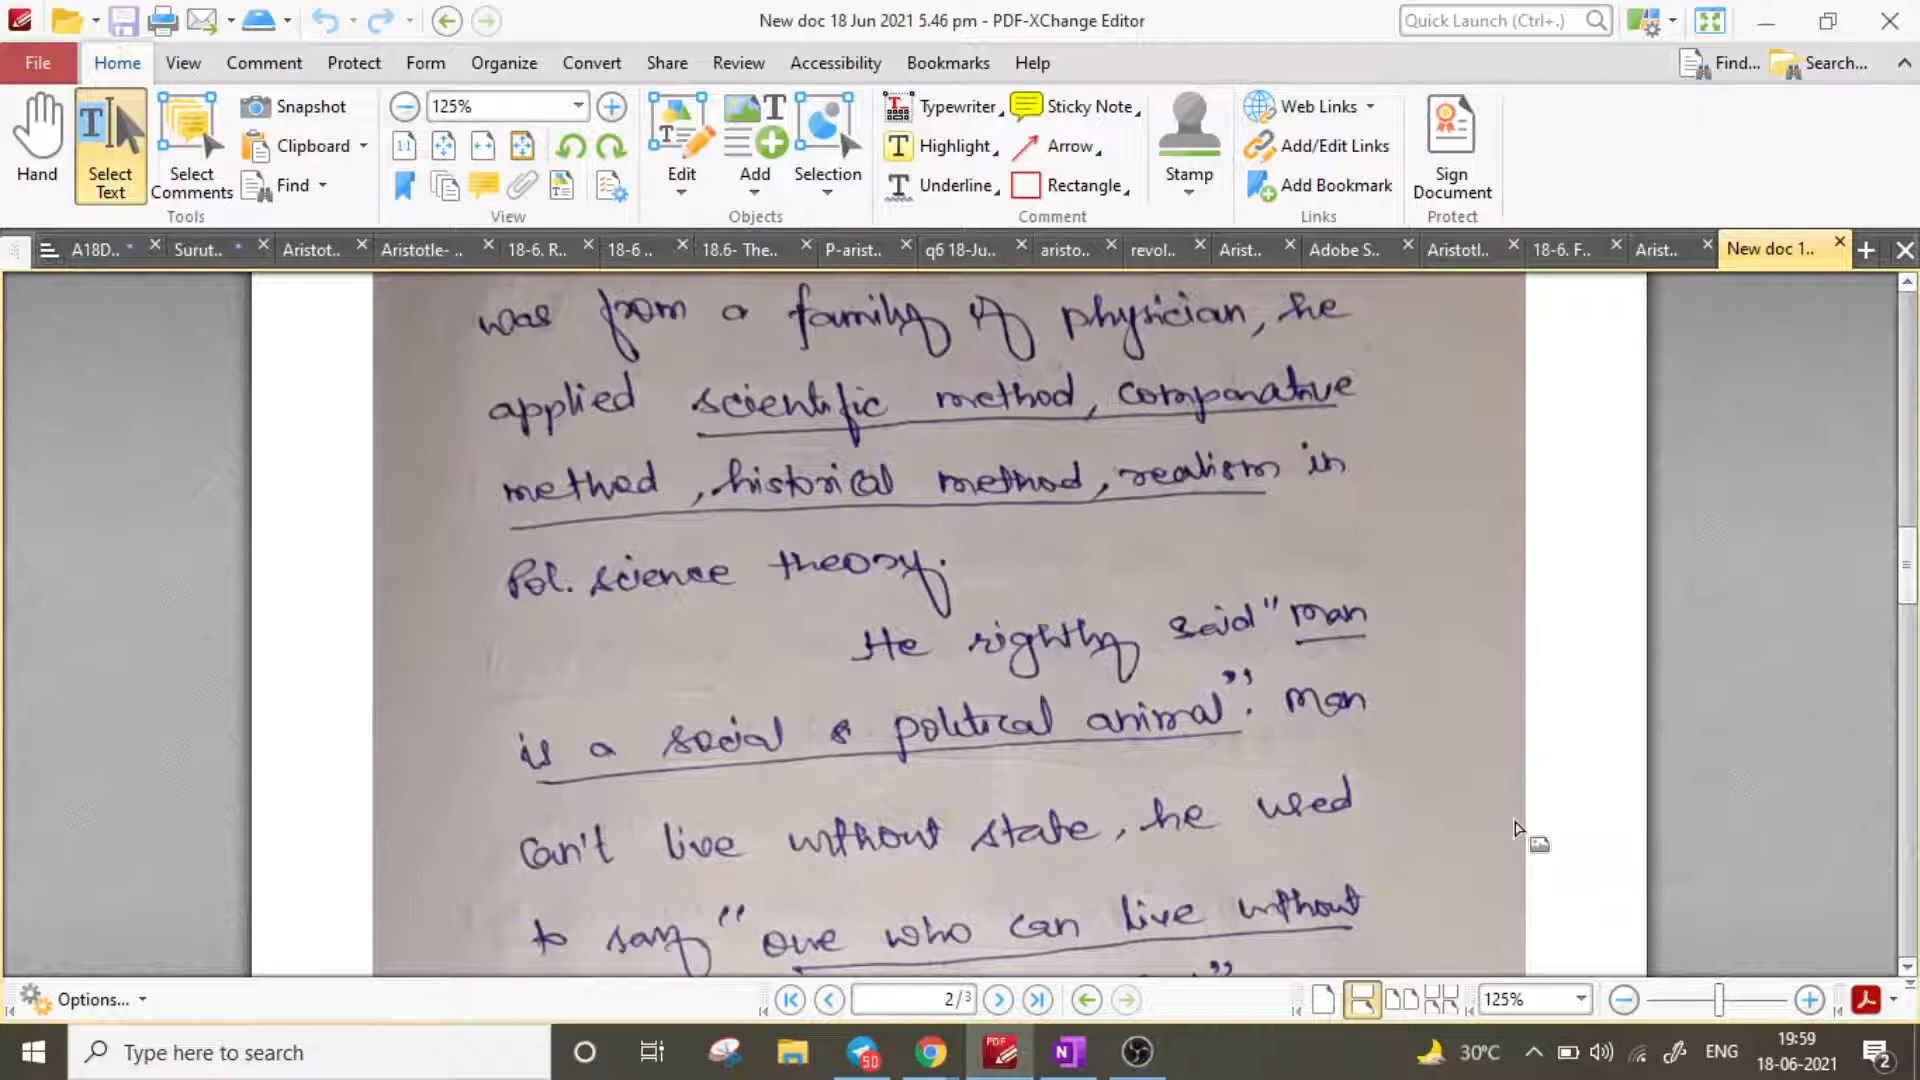 New doc 18 Jun 2021 5.46 pm - PDF-XChange Editor
Quick Launch (Ctrl+.)
File Home View Comment Protect Form Organize Convert Share Review Accessibility Bookmarks Help Find... Search...
Hand
Select Text
Select Comments
Snapshot
Clipboard
Find
Tools
125%
View
Edit
Add
Selection
Objects
Typewriter
Sticky Note
Highlight
Arrow
Underline
Rectangle
Comment
Stamp
Web Links
Add/Edit Links
Add Bookmark
Links
Sign Document
Protect
A18D.. Surut.. Aristot.. Aristotle- .. 18-6. R.. 18-6 .. 18.6- The.. P-arist.. q6 18-Ju.. aristo.. revol.. Arist.. Adobe S.. Aristotl.. 18-6. F.. Arist.. New doc 1..
was from a family of physician, he
applied scientific method, comparative
method, historical method, realism in
Pol. science theory.
He rightly said "man
is a social & political animal". Man
can't live without state, he used
to say "one who can live without
Options...
2/3
125%
Type here to search
50
30°C
ENG
19:59
18-06-2021
2